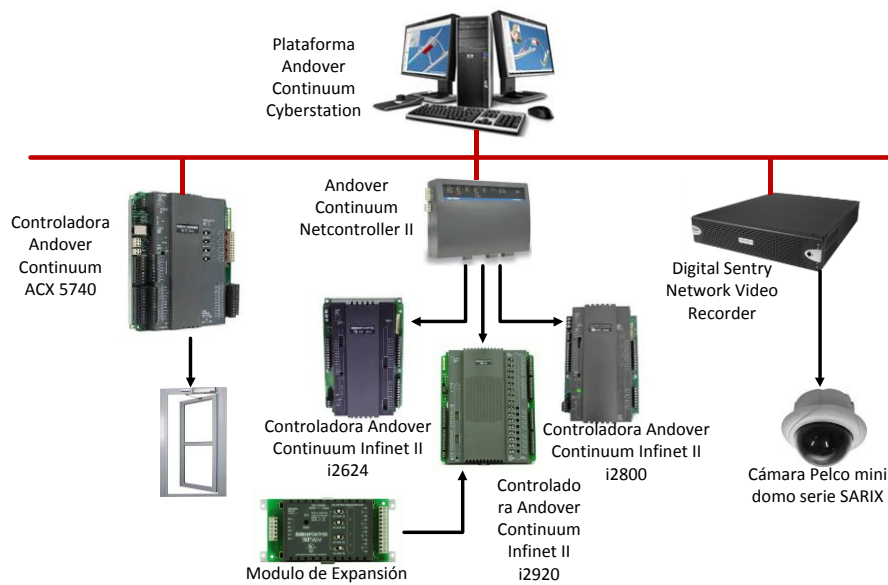 Plataforma
Andover
Continuum
Cyberstation
Controladora
Andover
Continuum
ACX 5740
Andover
Continuum
Netcontroller II
Digital Sentry
Network Video
Recorder
Controladora Andover
Continuum Infinet II
i2624
Controladora Andover
Continuum Infinet II
i2800
Controlado
ra Andover
Continuum
Infinet II
i2920
Cámara Pelco mini
domo serie SARIX
Modulo de Expansión